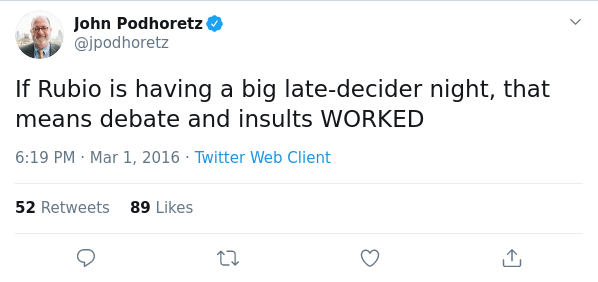 John Podhoretz
@jpodhoretz
If Rubio is having a big late-decider night, that
means debate and insults WORKED
6:19 PM · Mar 1, 2016 · Twitter Web Client
52 Retweets 89 Likes